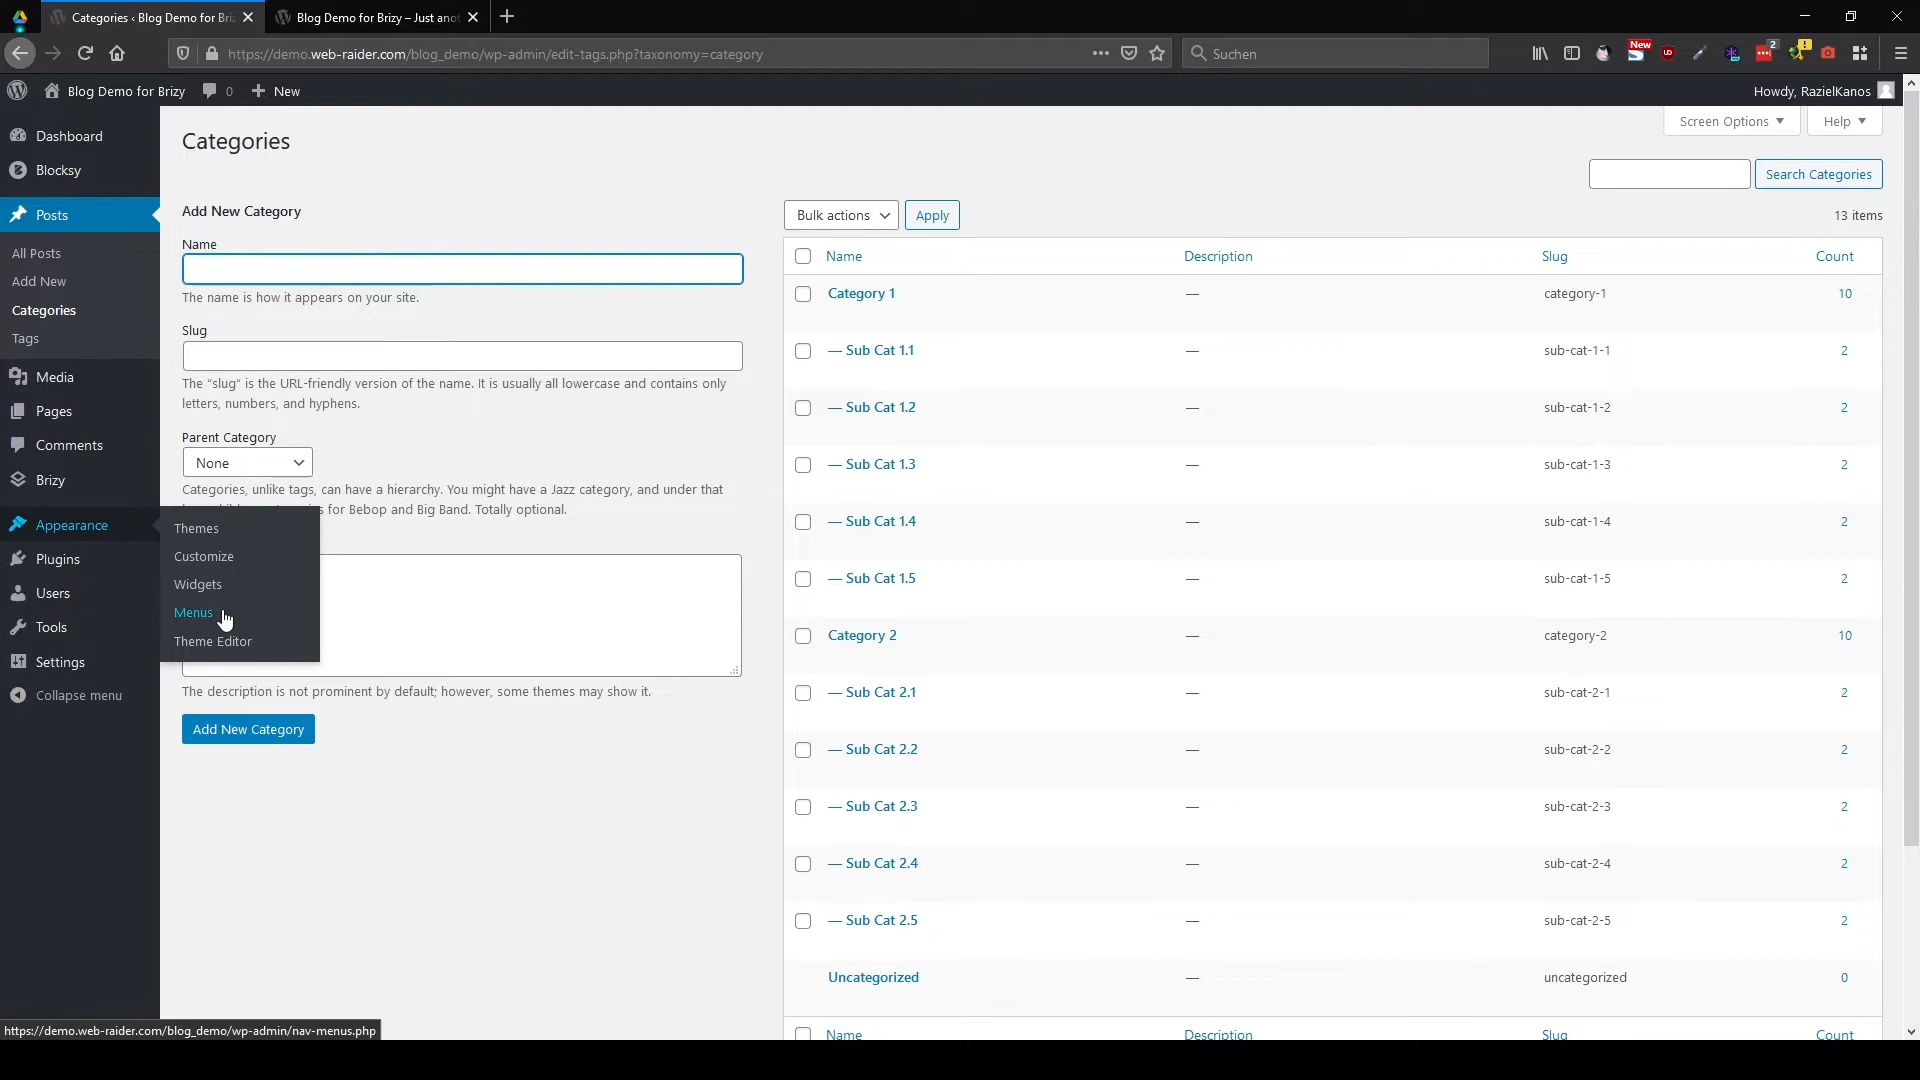 Categories ‹ Blog Demo for Bri
Blog Demo for Brizy – Just anot
https://demo.web-raider.com/blog_demo/wp-admin/edit-tags.php?taxonomy=category
Suchen
New
2
Blog Demo for Brizy
0
New
Howdy, RazielKanos
Dashboard
Blocksy
Posts
All Posts
Add New
Categories
Tags
Media
Pages
Comments
Brizy
Appearance
Plugins
Users
Tools
Settings
Collapse menu
Themes
Customize
Widgets
Menus
Theme Editor
Screen Options
Help
Categories
Search Categories
Add New Category
Name
The name is how it appears on your site.
Slug
The “slug” is the URL-friendly version of the name. It is usually all lowercase and contains only
letters, numbers, and hyphens.
Parent Category
None
Categories, unlike tags, can have a hierarchy. You might have a Jazz category, and under that
for Bebop and Big Band. Totally optional.
The description is not prominent by default; however, some themes may show it.
Add New Category
Bulk actions
Apply
13 items
Name Description Slug Count
Category 1 — category-1 10
— Sub Cat 1.1 — sub-cat-1-1 2
— Sub Cat 1.2 — sub-cat-1-2 2
— Sub Cat 1.3 — sub-cat-1-3 2
— Sub Cat 1.4 — sub-cat-1-4 2
— Sub Cat 1.5 — sub-cat-1-5 2
Category 2 — category-2 10
— Sub Cat 2.1 — sub-cat-2-1 2
— Sub Cat 2.2 — sub-cat-2-2 2
— Sub Cat 2.3 — sub-cat-2-3 2
— Sub Cat 2.4 — sub-cat-2-4 2
— Sub Cat 2.5 — sub-cat-2-5 2
Uncategorized — uncategorized 0
Name Description Slug Count
https://demo.web-raider.com/blog_demo/wp-admin/nav-menus.php